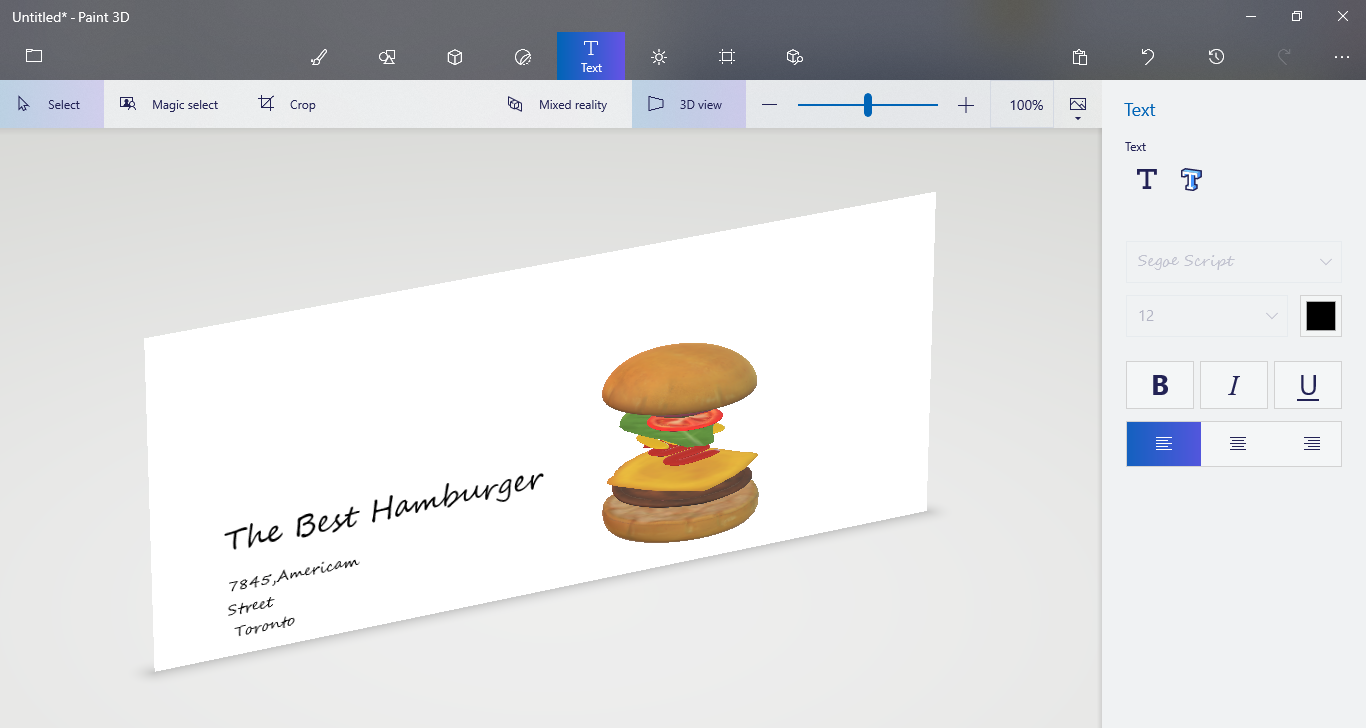 Untitled* - Paint 3D
Text
Select
Magic select
Crop
Mixed reality
3D view
100%
Text
Text
T
T
Segoe Script
12
B
I
U
The Best Hamburger
7845,Americam
Street
Toronto